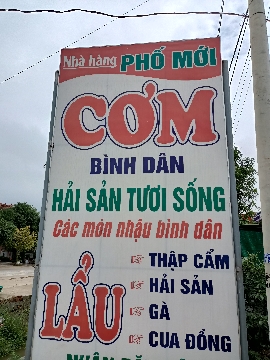 Nhà hàng PHỐ MỚI
CƠM
BÌNH DÂN
HẢI SẢN TƯƠI SỐNG
Các món nhậu bình dân
LẨU
☞ THẬP CẨM
☞ HẢI SẢN
☞ GÀ
☞ CUA ĐỒNG